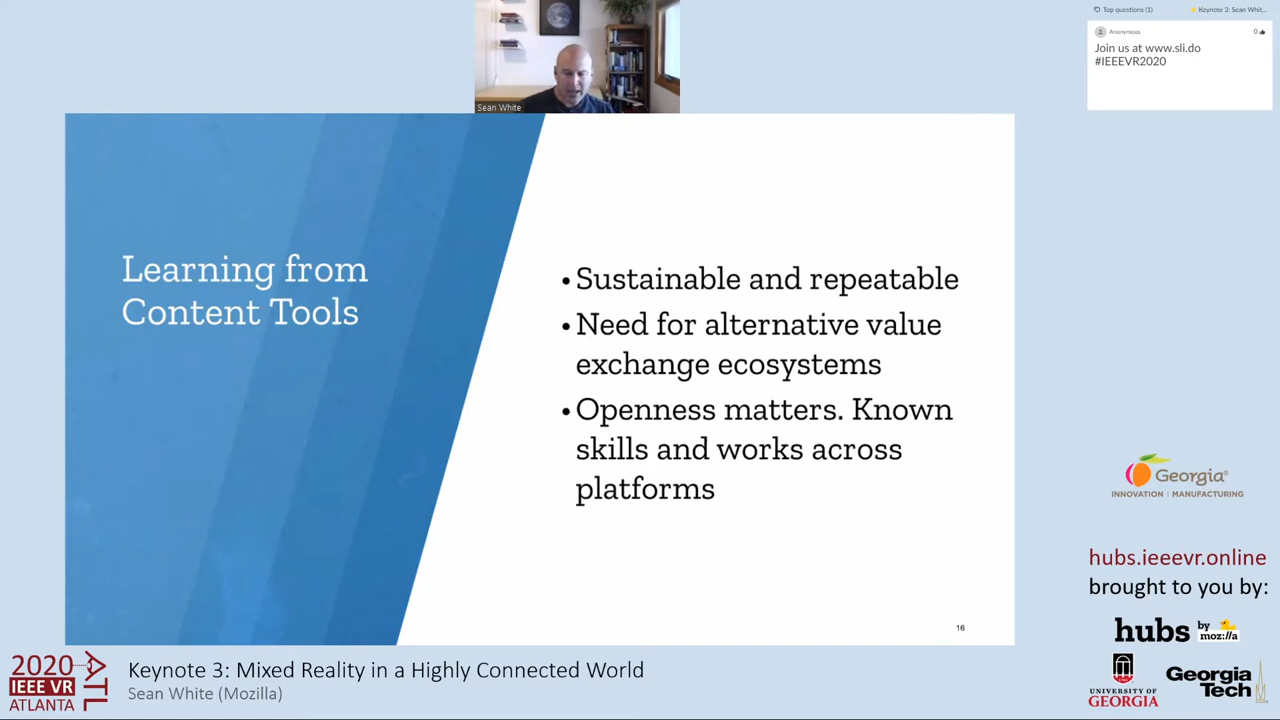 Top questions (1)
Keynote 3: Sean Whit...
Anonymous
0
Join us at www.sli.do
#IEEEVR2020
Sean White
Learning from
Content Tools
• Sustainable and repeatable
• Need for alternative value
exchange ecosystems
• Openness matters. Known
skills and works across
platforms
16
Georgia®
INNOVATION | MANUFACTURING
hubs.ieeevr.online
brought to you by:
hubs by
moz://a
UNIVERSITY OF
GEORGIA
Georgia
Tech
2020
IEEE VR
ATLANTA
ATL
Keynote 3: Mixed Reality in a Highly Connected World
Sean White (Mozilla)